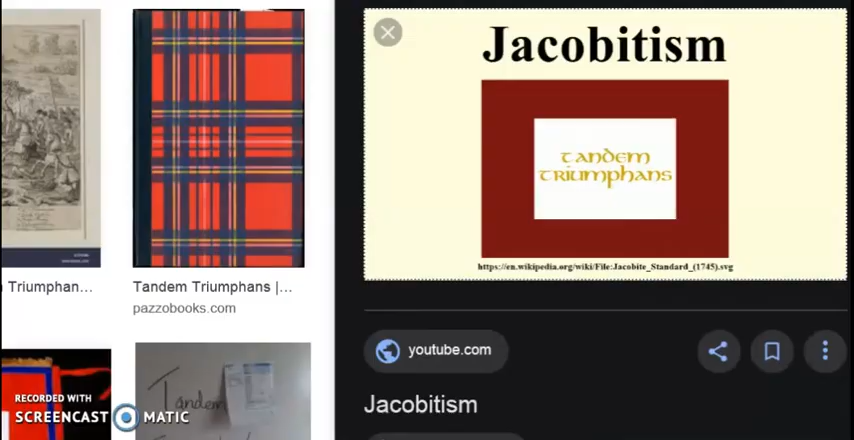 Jacobitism
TANDEM
TRIUMPHANS
https://en.wikipedia.org/wiki/File:Jacobite_Standard_(1745).svg
Triumphan...
Tandem Triumphans |...
pazzobooks.com
youtube.com
Jacobitism
Tandem
RECORDED WITH
SCREENCAST MATIC